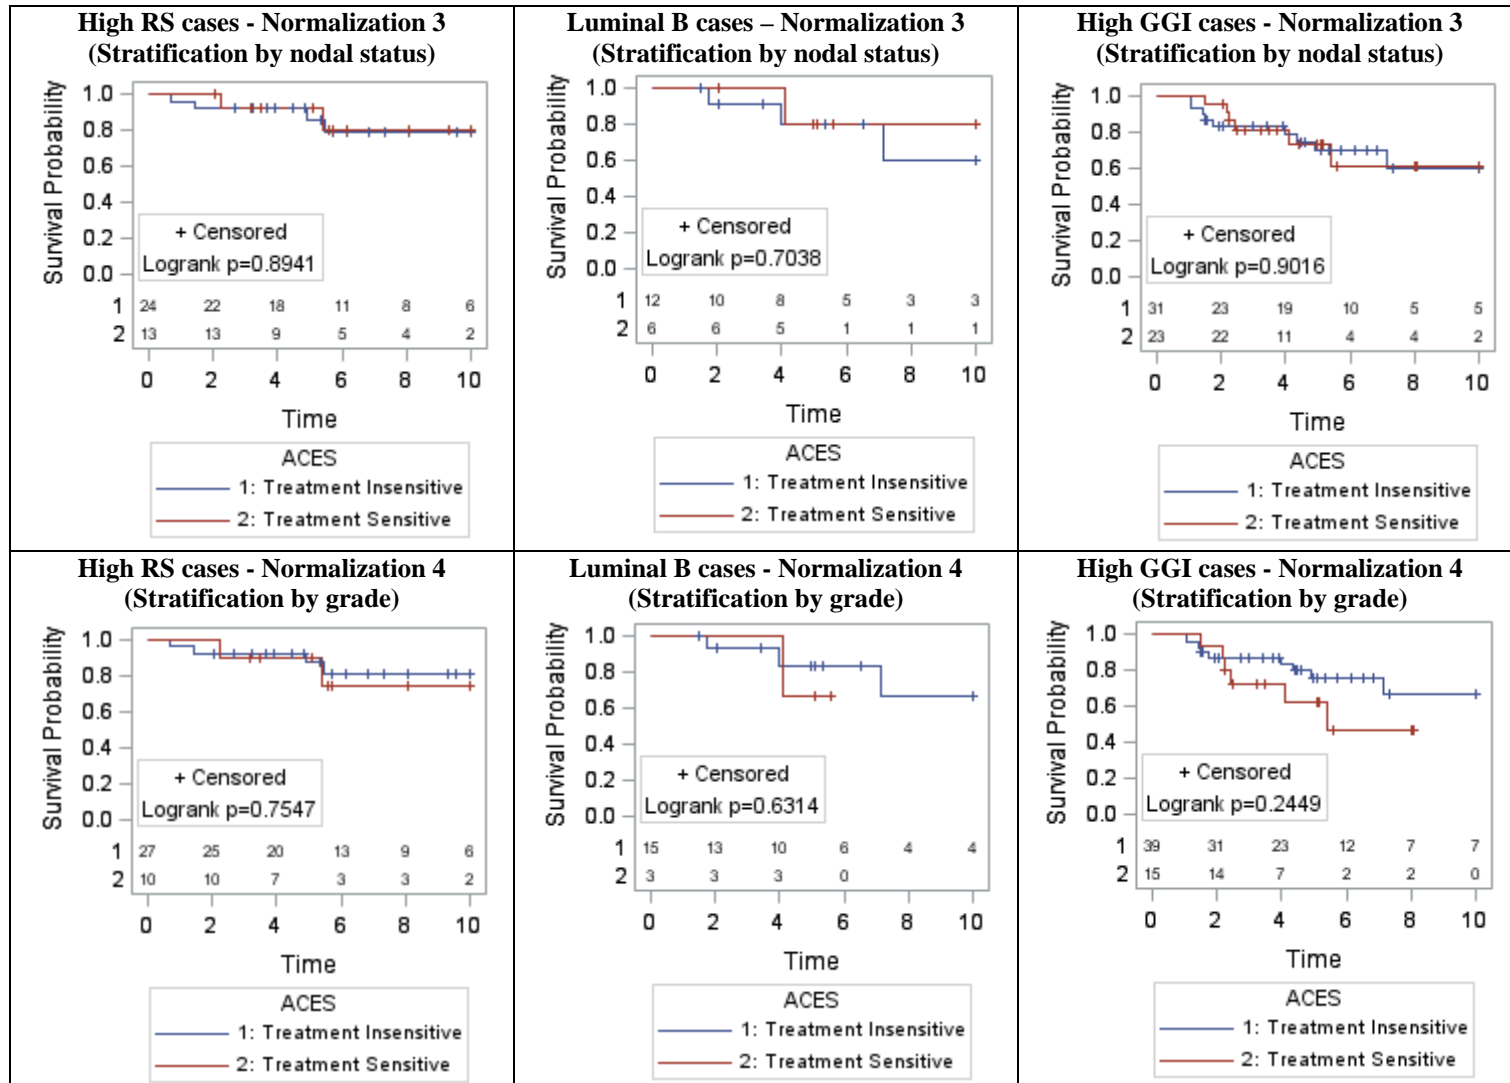 High RS cases - Normalization 3
(Stratification by nodal status)
Survival Probability
1.0
0.8
0.6
0.4
0.2
0.0
+ Censored
Logrank p=0.8941
1 24 22 18 11 8 6
2 13 13 9 5 4 2
0 2 4 6 8 10
Time
ACES
1: Treatment Insensitive
2: Treatment Sensitive
Luminal B cases – Normalization 3
(Stratification by nodal status)
Survival Probability
1.0
0.8
0.6
0.4
0.2
0.0
+ Censored
Logrank p=0.7038
1 12 10 8 5 3 3
2 6 6 5 1 1 1
0 2 4 6 8 10
Time
ACES
1: Treatment Insensitive
2: Treatment Sensitive
High GGI cases - Normalization 3
(Stratification by nodal status)
Survival Probability
1.0
0.8
0.6
0.4
0.2
0.0
+ Censored
Logrank p=0.9016
1 31 23 19 10 5 5
2 23 22 11 4 4 2
0 2 4 6 8 10
Time
ACES
1: Treatment Insensitive
2: Treatment Sensitive
High RS cases - Normalization 4
(Stratification by grade)
Survival Probability
1.0
0.8
0.6
0.4
0.2
0.0
+ Censored
Logrank p=0.7547
1 27 25 20 13 9 6
2 10 10 7 3 3 2
0 2 4 6 8 10
Time
ACES
1: Treatment Insensitive
2: Treatment Sensitive
Luminal B cases - Normalization 4
(Stratification by grade)
Survival Probability
1.0
0.8
0.6
0.4
0.2
0.0
+ Censored
Logrank p=0.6314
1 15 13 10 6 4 4
2 3 3 3 0
0 2 4 6 8 10
Time
ACES
1: Treatment Insensitive
2: Treatment Sensitive
High GGI cases - Normalization 4
(Stratification by grade)
Survival Probability
1.0
0.8
0.6
0.4
0.2
0.0
+ Censored
Logrank p=0.2449
1 39 31 23 12 7 7
2 15 14 7 2 2 0
0 2 4 6 8 10
Time
ACES
1: Treatment Insensitive
2: Treatment Sensitive